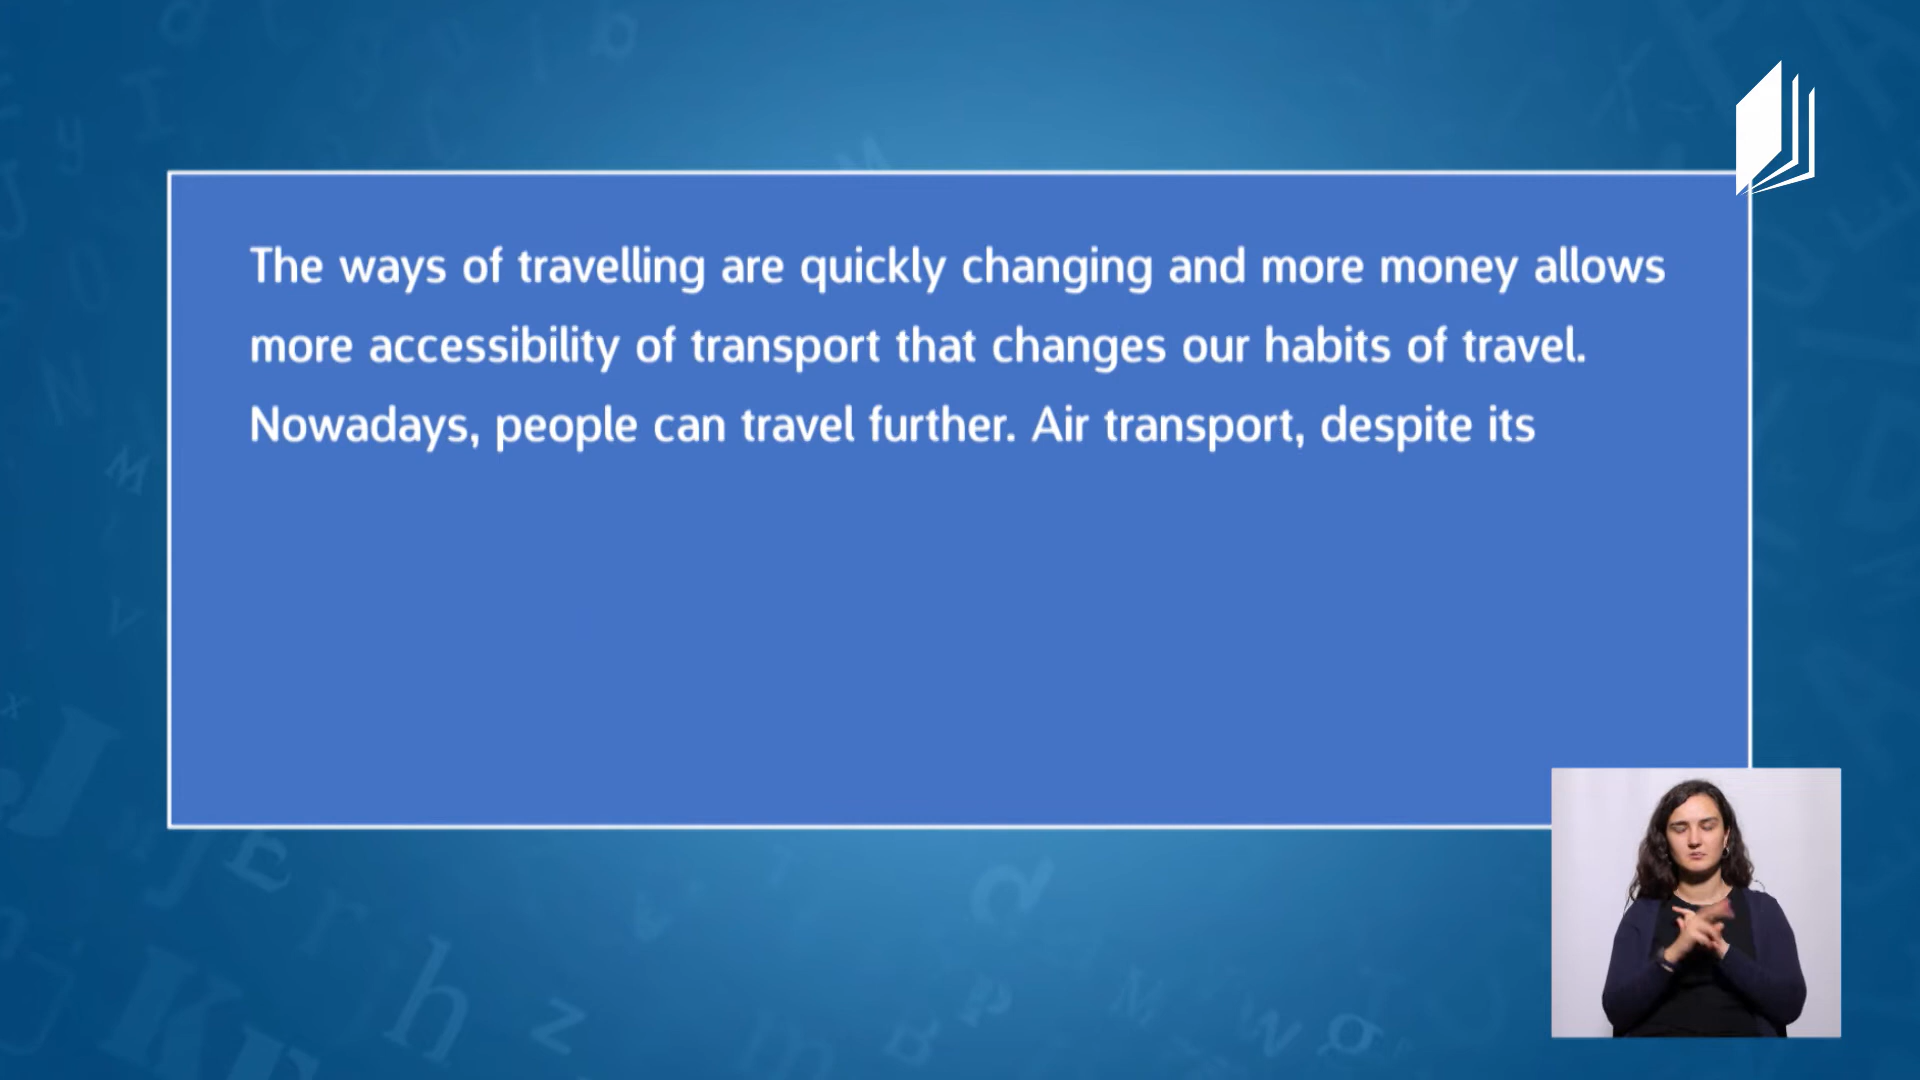 The ways of travelling are quickly changing and more money allows
more accessibility of transport that changes our habits of travel.
Nowadays, people can travel further. Air transport, despite its